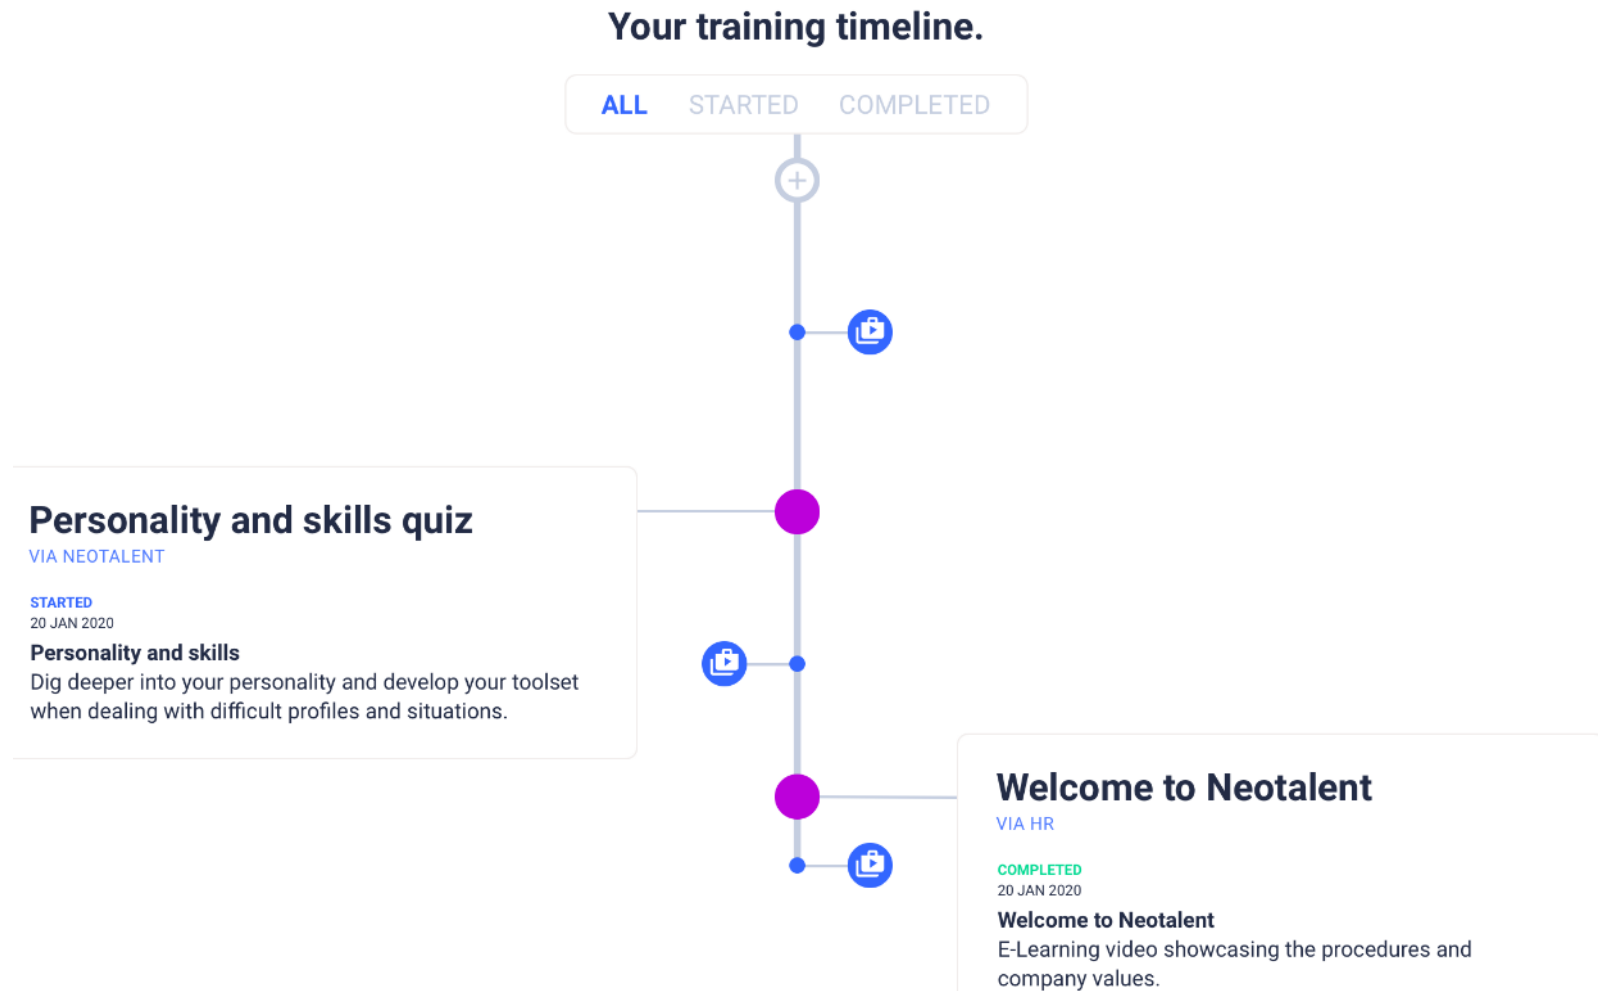 Your training timeline.
ALL STARTED COMPLETED
Personality and skills quiz
VIA NEOTALENT
STARTED
20 JAN 2020
Personality and skills
Dig deeper into your personality and develop your toolset
when dealing with difficult profiles and situations.
Welcome to Neotalent
VIA HR
COMPLETED
20 JAN 2020
Welcome to Neotalent
E-Learning video showcasing the procedures and
company values.